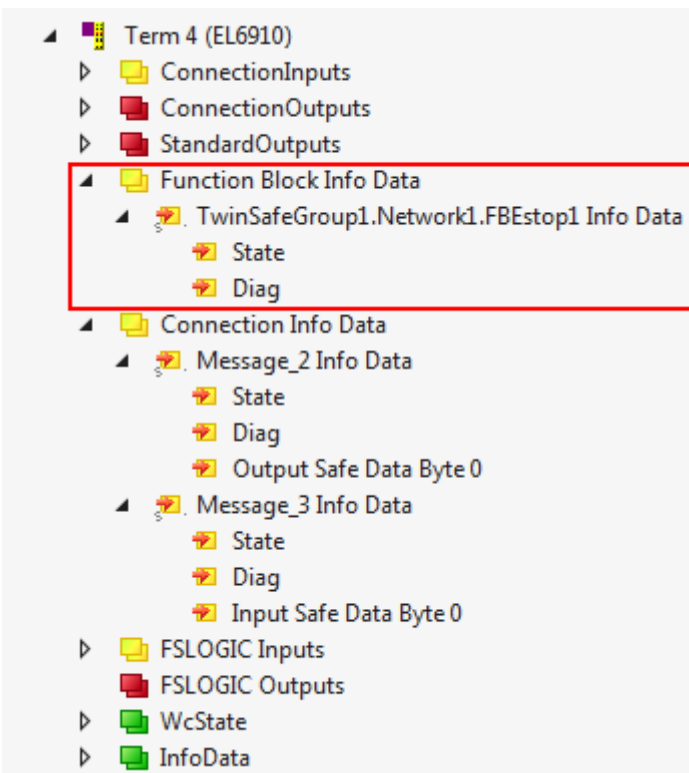 Term 4 (EL6910)
ConnectionInputs
ConnectionOutputs
StandardOutputs
Function Block Info Data
TwinSafeGroup1.Network1.FBEstop1 Info Data
State
Diag
Connection Info Data
Message_2 Info Data
State
Diag
Output Safe Data Byte 0
Message_3 Info Data
State
Diag
Input Safe Data Byte 0
FSLOGIC Inputs
FSLOGIC Outputs
WcState
InfoData